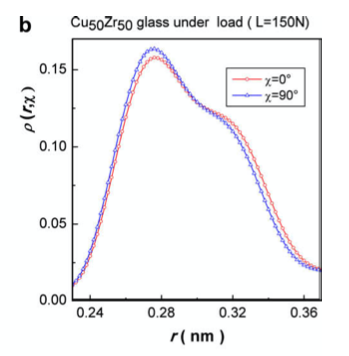 b
Cu50Zr50 glass under load ( L=150N)
0.15
0.10
0.05
0.00
ρ (r,χ)
χ=0°
χ=90°
0.24 0.28 0.32 0.36
r ( nm )